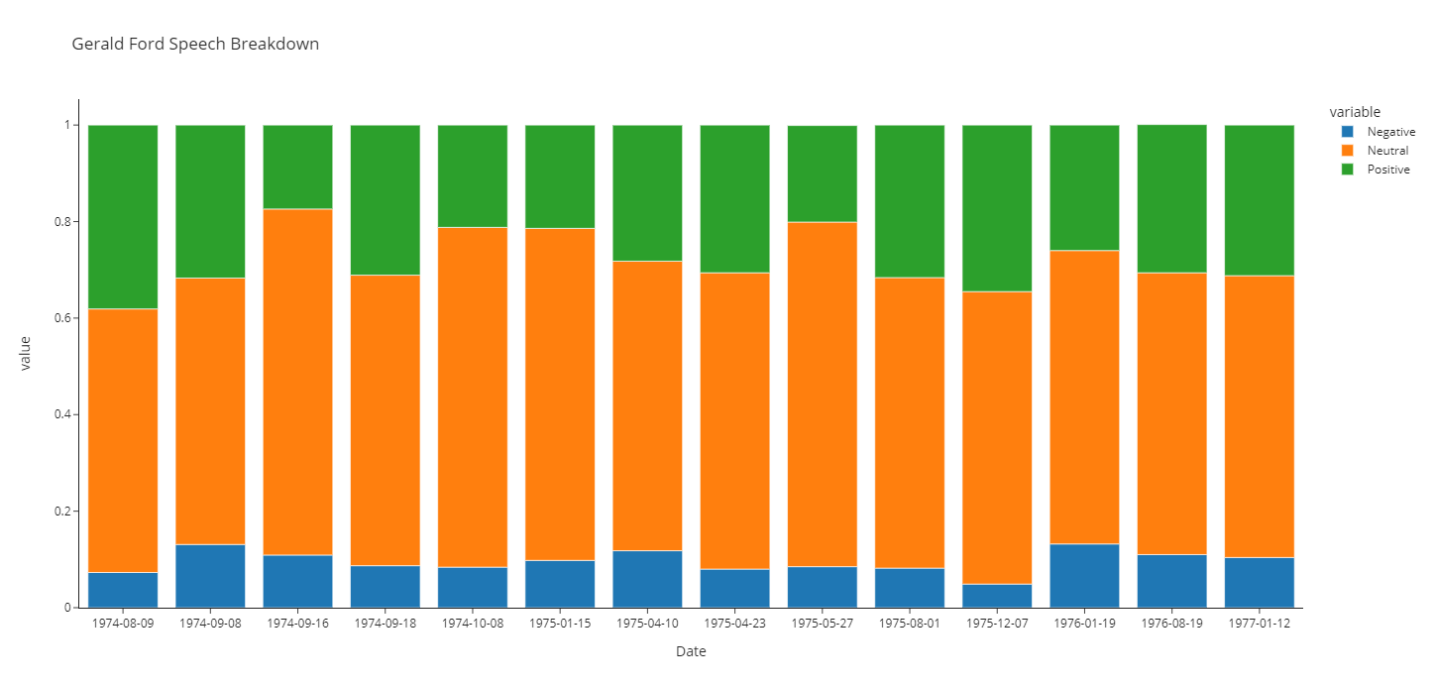 Gerald Ford Speech Breakdown
variable
Negative
Neutral
Positive
1
0.8
0.6
0.4
0.2
0
value
1974-08-09 1974-09-08 1974-09-16 1974-09-18 1974-10-08 1975-01-15 1975-04-10 1975-04-23 1975-05-27 1975-08-01 1975-12-07 1976-01-19 1976-08-19 1977-01-12
Date